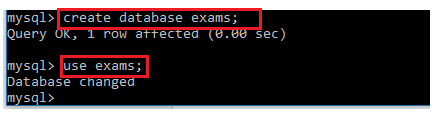 mysql> create database exams;
Query OK, 1 row affected (0.00 sec)
mysql> use exams;
Database changed
mysql>